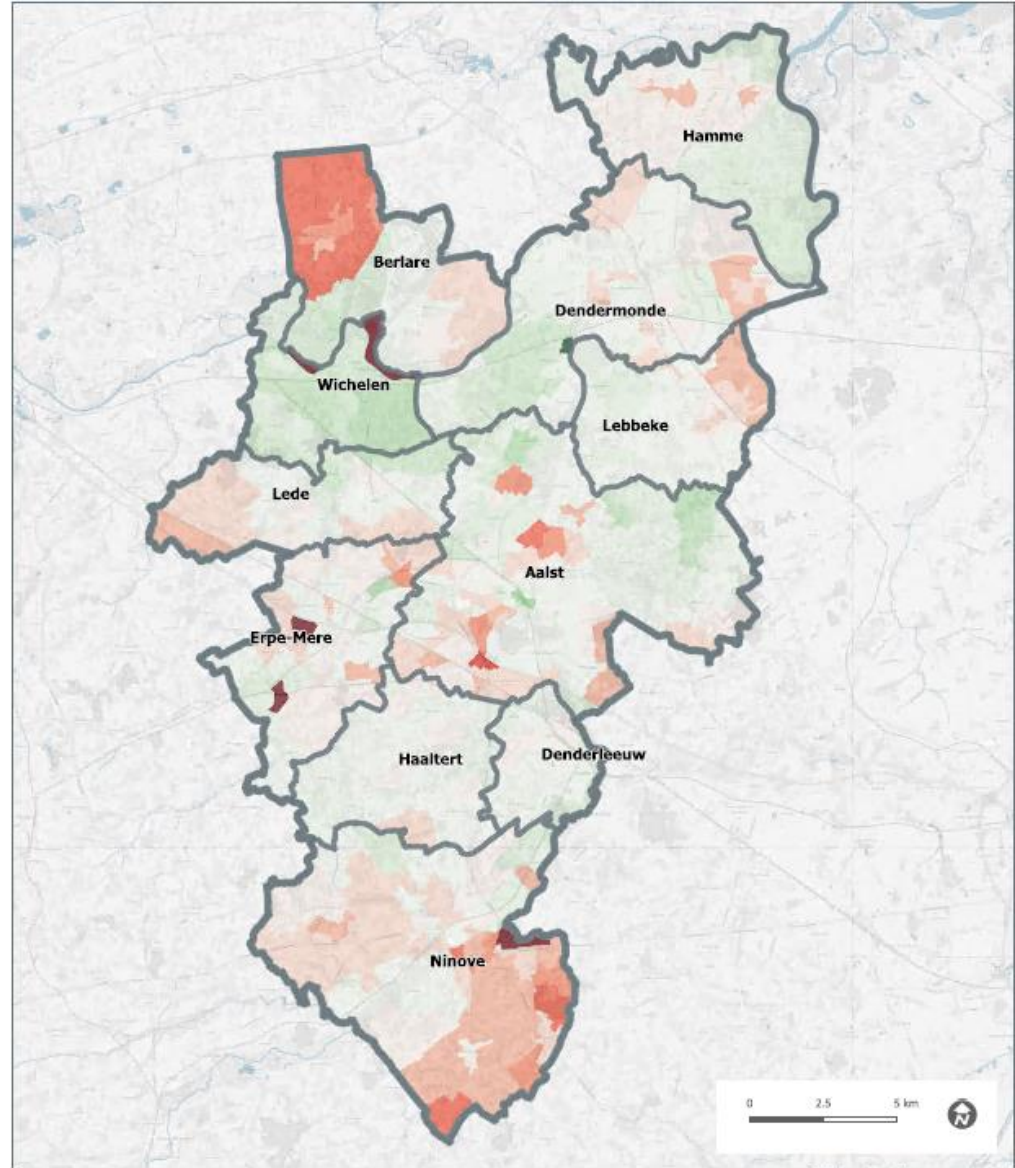 Hamme
Berlare
Dendermonde
Wichelen
Lebbeke
Lede
Aalst
Erpe-Mere
Haaltert
Denderleeuw
Ninove
0 2.5 5 km
N